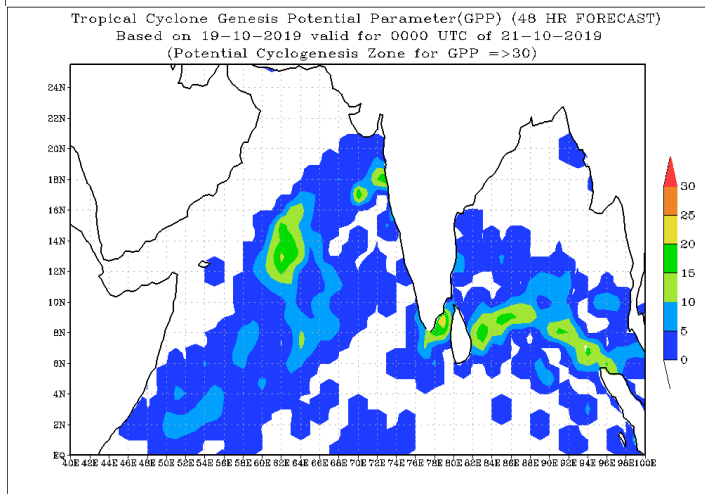 Tropical Cyclone Genesis Potential Parameter(GPP) (48 HR FORECAST)
Based on 19-10-2019 valid for 0000 UTC of 21-10-2019
(Potential Cyclogenesis Zone for GPP =>30)
24N
22N
20N
18N
16N
14N
12N
10N
8N
6N
4N
2N
EQ
40E 42E 44E 46E 48E 50E 52E 54E 56E 58E 60E 62E 64E 66E 68E 70E 72E 74E 76E 78E 80E 82E 84E 86E 88E 90E 92E 94E 96E 98E 100E
30
25
20
15
10
5
0